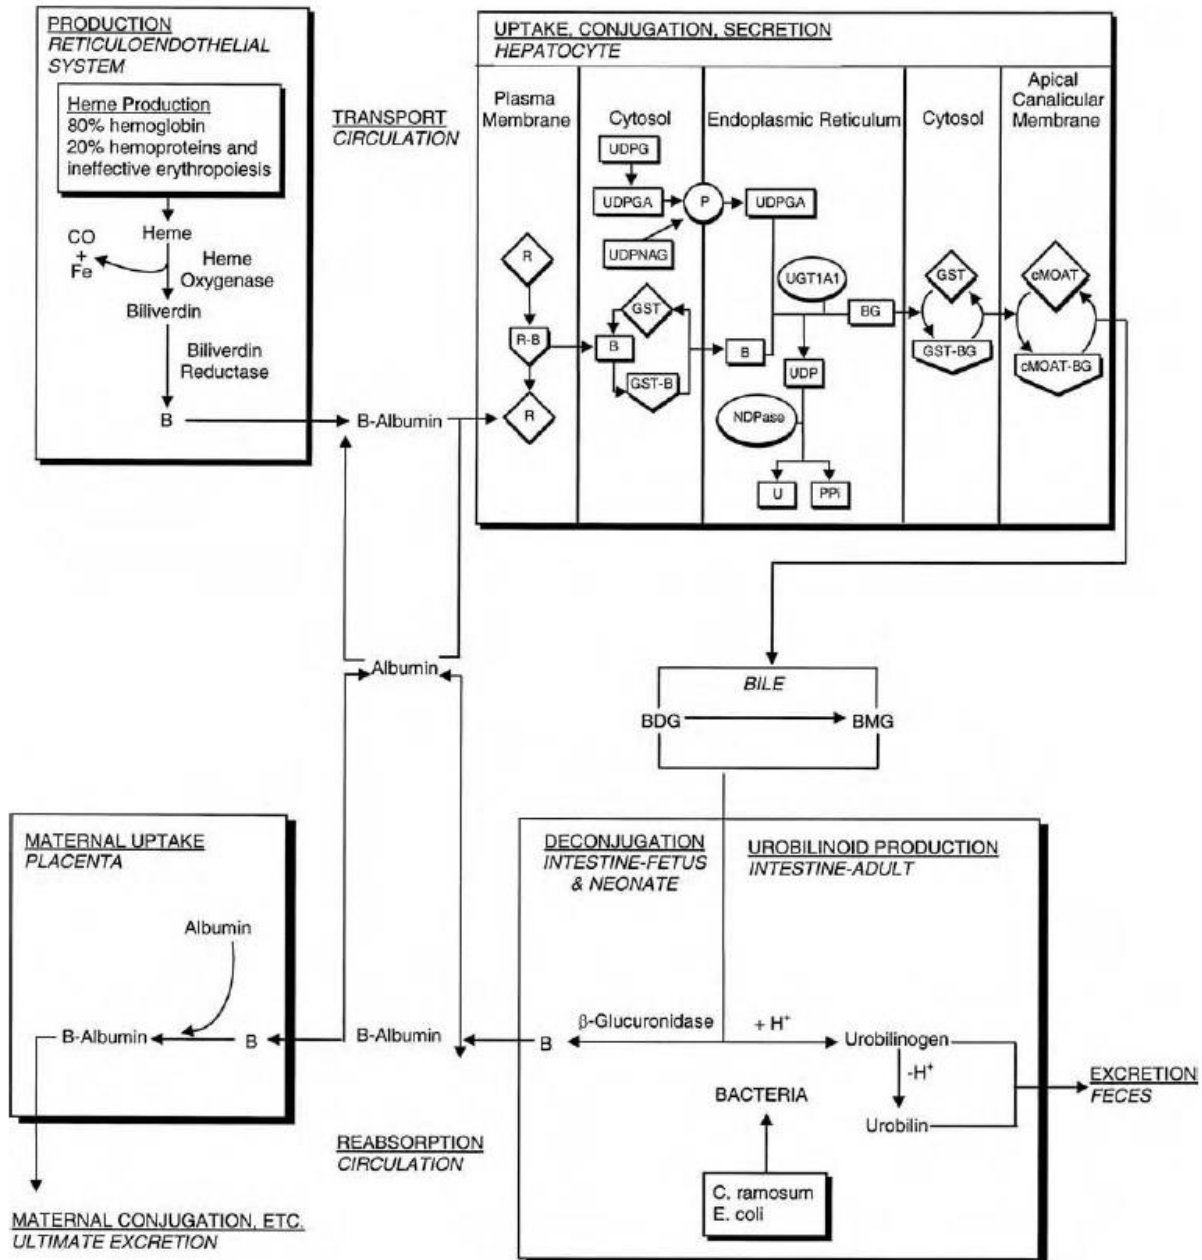 PRODUCTION
RETICULOENDOTHELIAL
SYSTEM
Heme Production
80% hemoglobin
20% hemoproteins and
ineffective erythropoiesis
Heme
CO
+
Fe
Heme
Oxygenase
Biliverdin
Biliverdin
Reductase
B
TRANSPORT
CIRCULATION
B-Albumin
UPTAKE, CONJUGATION, SECRETION
HEPATOCYTE
Plasma
Membrane
R
R-B
R
Cytosol
UDPG
UDPGA
P
UDPNAG
GST
B
GST-B
Endoplasmic Reticulum
UDPGA
UGT1A1
BG
B
UDP
NDPase
U
PPi
Cytosol
GST
GST-BG
Apical
Canalicular
Membrane
cMOAT
cMOAT-BG
Albumin
BILE
BDG
BMG
MATERNAL UPTAKE
PLACENTA
Albumin
B-Albumin
B
B-Albumin
REABSORPTION
CIRCULATION
MATERNAL CONJUGATION, ETC.
ULTIMATE EXCRETION
DECONJUGATION
INTESTINE-FETUS
& NEONATE
UROBILINOID PRODUCTION
INTESTINE-ADULT
β-Glucuronidase
+ H⁺
B
Urobilinogen
-H⁺
Urobilin
BACTERIA
C. ramosum
E. coli
EXCRETION
FECES